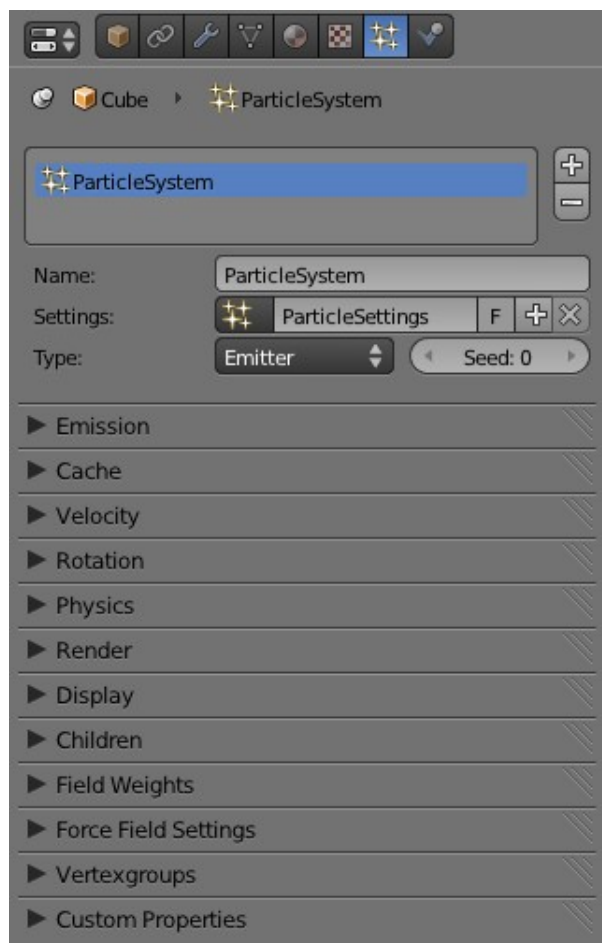 Cube ParticleSystem
ParticleSystem
Name: ParticleSystem
Settings: ParticleSettings F
Type: Emitter Seed: 0
Emission
Cache
Velocity
Rotation
Physics
Render
Display
Children
Field Weights
Force Field Settings
Vertexgroups
Custom Properties